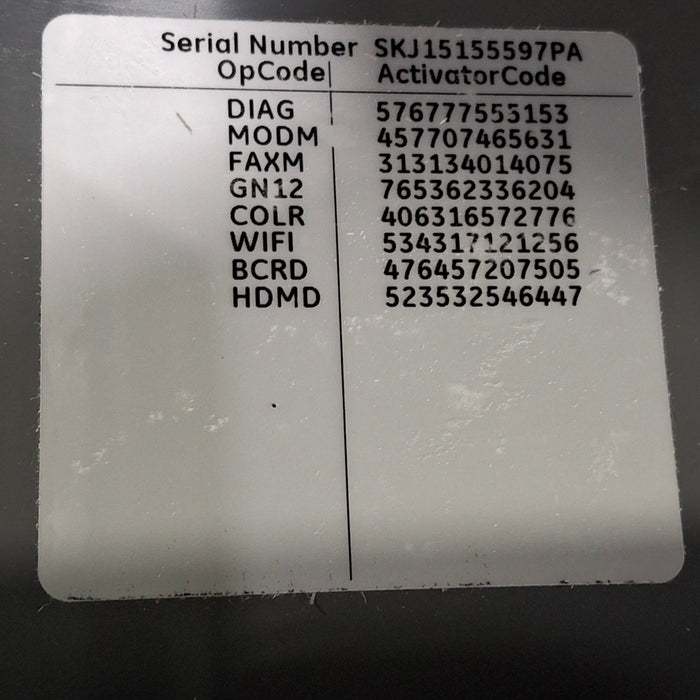 Serial Number SKJ15155597PA
OpCode ActivatorCode
DIAG 576777555153
MODM 457707465631
FAXM 313134014075
GN12 765362336204
COLR 406316572776
WIFI 534317121256
BCRD 476457207505
HDMD 523532546447